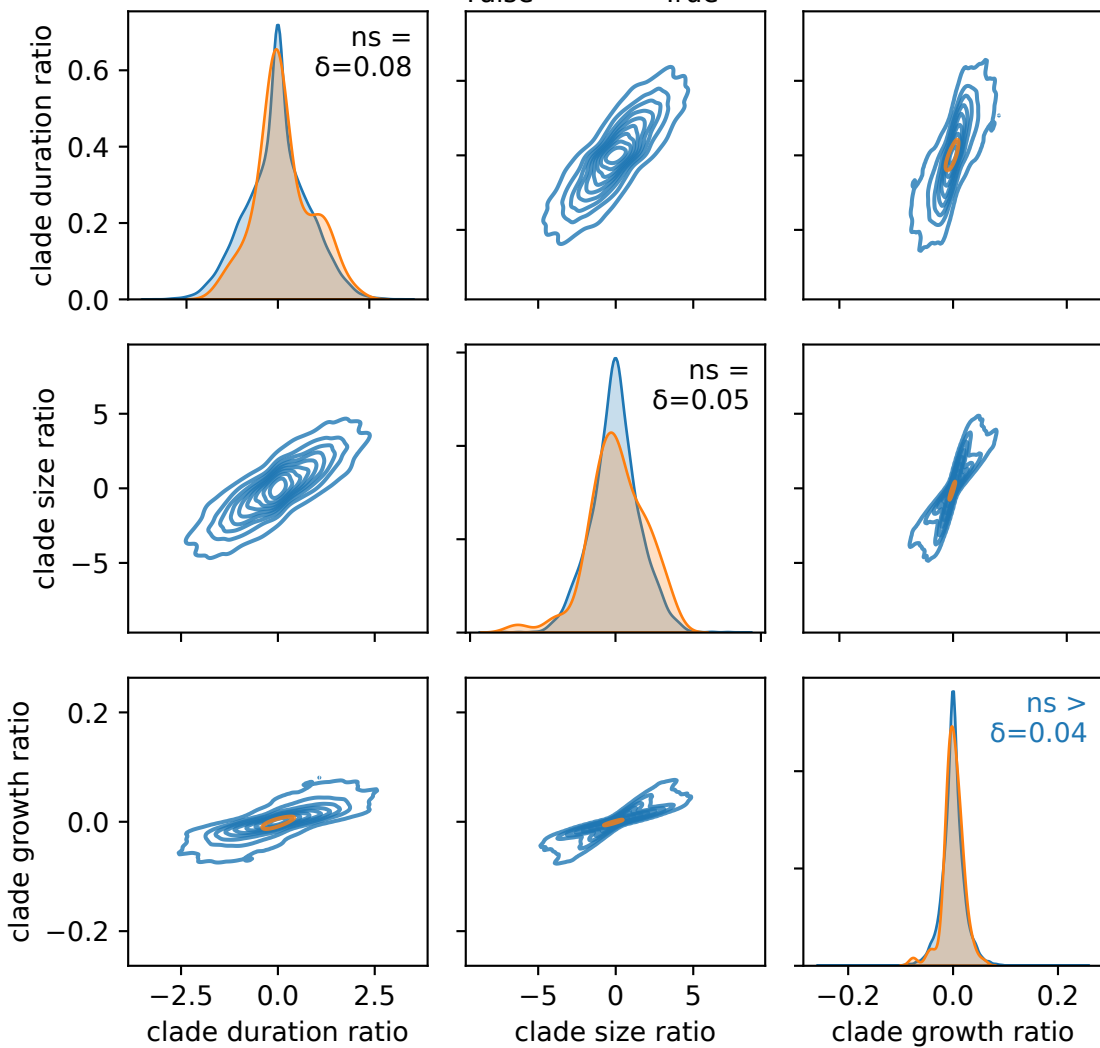 clade duration ratio
0.6
0.4
0.2
0.0
ns =
δ=0.08
clade size ratio
5
0
−5
ns =
δ=0.05
clade growth ratio
0.2
0.0
−0.2
ns >
δ=0.04
−2.5 0.0 2.5
−5 0 5
−0.2 0.0 0.2
clade duration ratio
clade size ratio
clade growth ratio